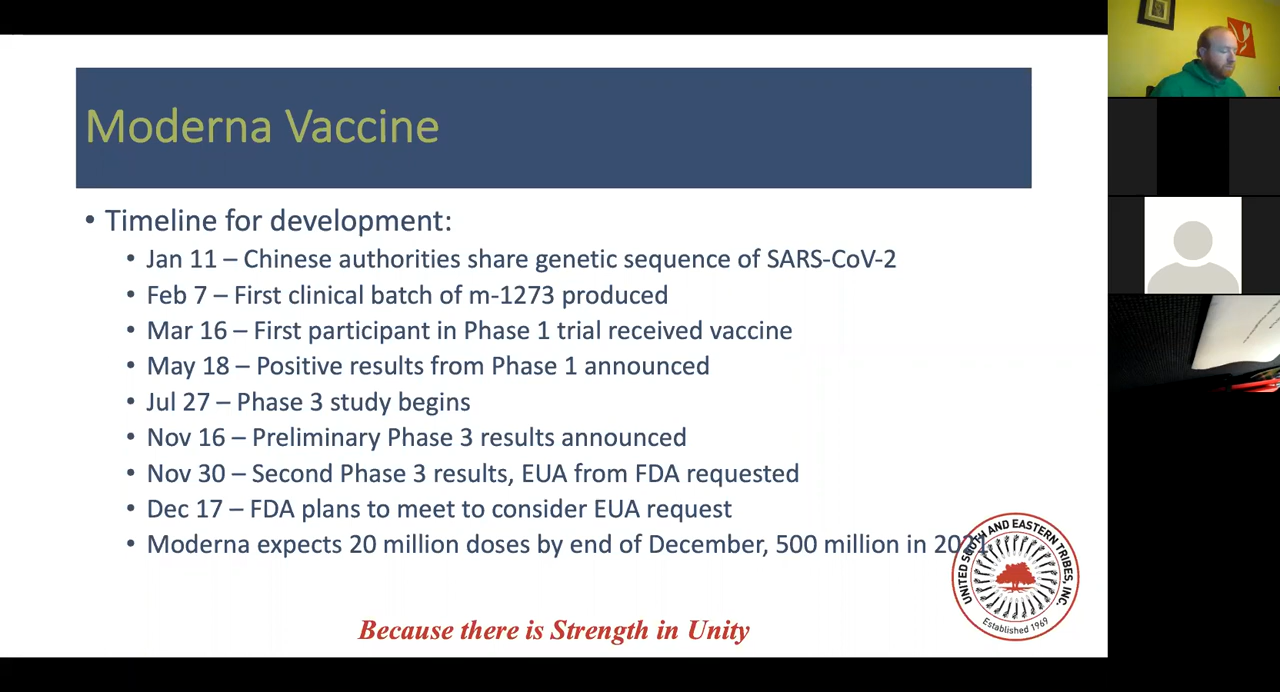 Moderna Vaccine
• Timeline for development:
• Jan 11 – Chinese authorities share genetic sequence of SARS-CoV-2
• Feb 7 – First clinical batch of m-1273 produced
• Mar 16 – First participant in Phase 1 trial received vaccine
• May 18 – Positive results from Phase 1 announced
• Jul 27 – Phase 3 study begins
• Nov 16 – Preliminary Phase 3 results announced
• Nov 30 – Second Phase 3 results, EUA from FDA requested
• Dec 17 – FDA plans to meet to consider EUA request
• Moderna expects 20 million doses by end of December, 500 million in
UNITED SOUTH AND EASTERN TRIBES, INC.
Established 1969
Because there is Strength in Unity